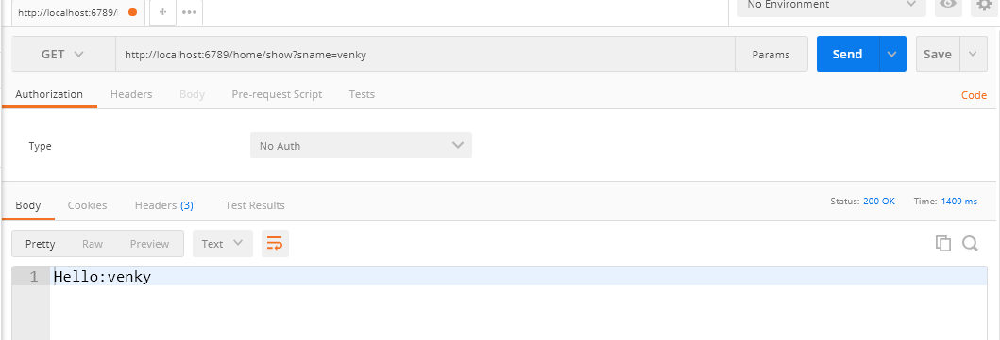 http://localhost:6789/
No Environment
GET http://localhost:6789/home/show?sname=venky Params Send Save
Authorization Headers Body Pre-request Script Tests Code
Type No Auth
Body Cookies Headers (3) Test Results Status: 200 OK Time: 1409 ms
Pretty Raw Preview Text
1 Hello:venky